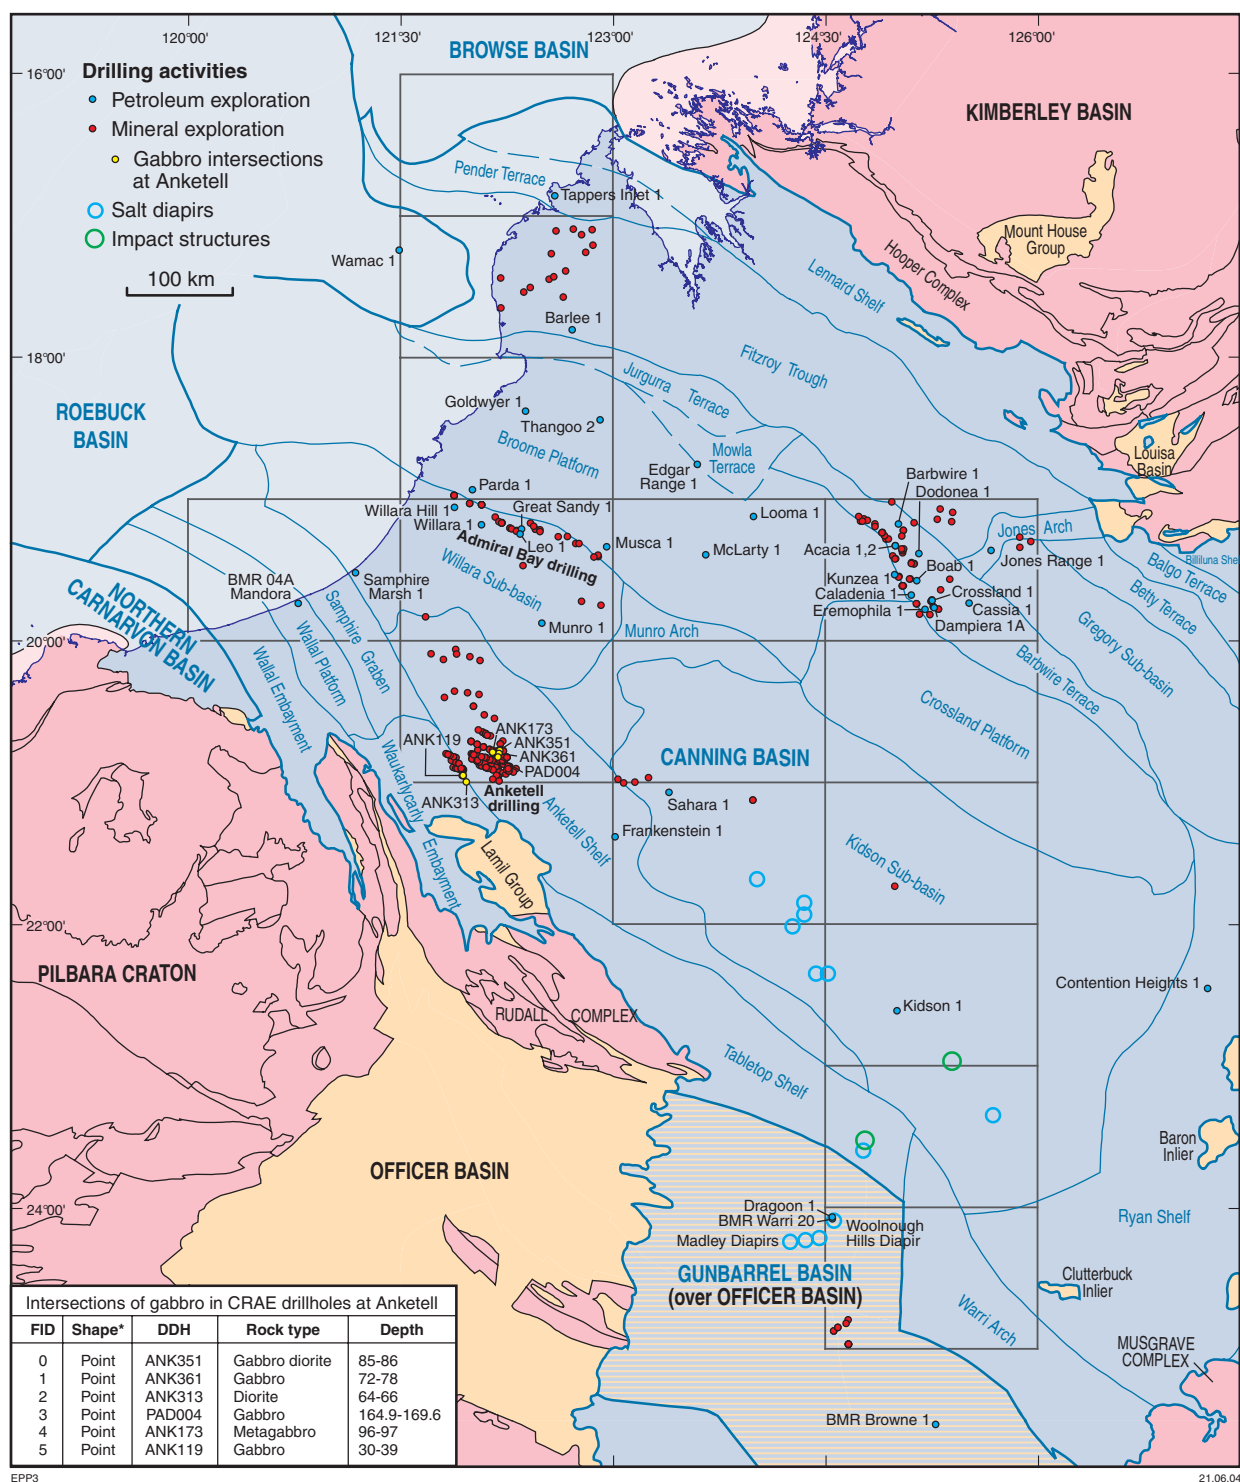 120°00'
121°30'
123°00'
124°30'
126°00'
16°00'
18°00'
20°00'
22°00'
24°00'
Drilling activities
Petroleum exploration
Mineral exploration
Gabbro intersections
at Anketell
Salt diapirs
Impact structures
100 km
BROWSE BASIN
KIMBERLEY BASIN
Pender Terrace
Tappers Inlet 1
Wamac 1
Mount House
Group
Hooper Complex
Lennard Shelf
Barlee 1
Fitzroy Trough
Jurgurra Terrace
ROEBUCK
BASIN
Goldwyer 1
Thangoo 2
Broome Platform
Mowla
Terrace
Edgar
Range 1
Louisa
Basin
Barbwire 1
Dodonea 1
Parda 1
Willara Hill 1
Great Sandy 1
Willara 1
Looma 1
Leo 1
Admiral Bay drilling
Musca 1
McLarty 1
Acacia 1,2
Jones Arch
Jones Range 1
Billiluna Shelf
Balgo Terrace
Betty Terrace
Gregory Sub-basin
Willara Sub-basin
BMR 04A
Mandora
Samphire
Marsh 1
Kunzea 1
Boab 1
Caladenia 1
Crossland 1
Eremophila 1
Cassia 1
Dampiera 1A
Munro 1
Munro Arch
NORTHERN
CARNARVON BASIN
Samphire Graben
Wallal Platform
Wallal Embayment
Barbwire Terrace
Crossland Platform
ANK173
ANK119
ANK351
ANK361
PAD004
ANK313
Anketell
drilling
CANNING BASIN
Waukarlycarly Embayment
Anketell Shelf
Sahara 1
Frankenstein 1
Lamil Group
Kidson Sub-basin
PILBARA CRATON
RUDALL COMPLEX
Contention Heights 1
Kidson 1
Tabletop Shelf
OFFICER BASIN
Baron
Inlier
Dragoon 1
BMR Warri 20
Woolnough
Hills Diapir
Madley Diapirs
Ryan Shelf
GUNBARREL BASIN
(over OFFICER BASIN)
Clutterbuck
Inlier
Warri Arch
MUSGRAVE
COMPLEX
BMR Browne 1
Intersections of gabbro in CRAE drillholes at Anketell
FID Shape* DDH Rock type Depth
0 Point ANK351 Gabbro diorite 85-86
1 Point ANK361 Gabbro 72-78
2 Point ANK313 Diorite 64-66
3 Point PAD004 Gabbro 164.9-169.6
4 Point ANK173 Metagabbro 96-97
5 Point ANK119 Gabbro 30-39
EPP3
21.06.04